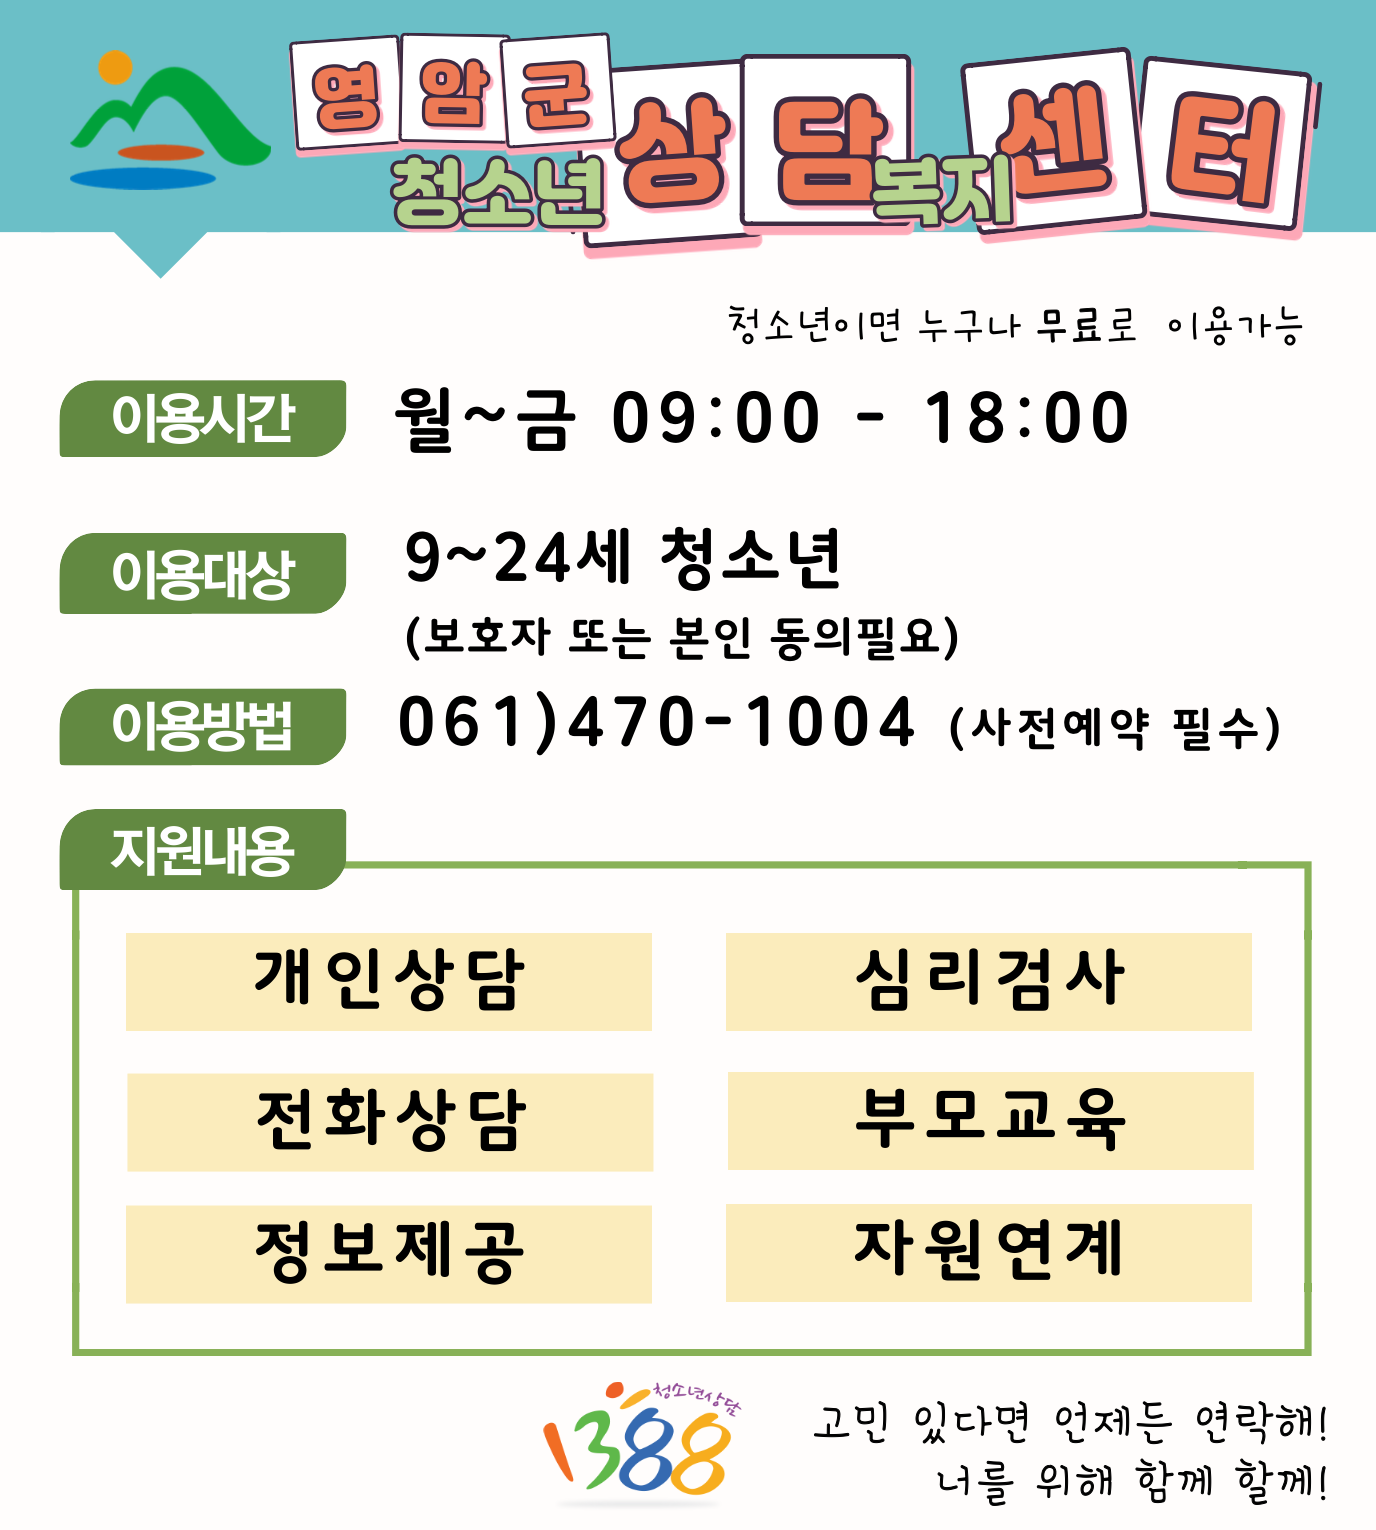 영암군
청소년 상담복지센터
청소년이면 누구나 무료로 이용가능
이용시간
월~금 09:00 - 18:00
이용대상
9~24세 청소년
(보호자 또는 본인 동의필요)
이용방법
061)470-1004 (사전예약 필수)
지원내용
개인상담
심리검사
전화상담
부모교육
정보제공
자원연계
청소년상담
1388
고민 있다면 언제든 연락해!
너를 위해 함께 할께!